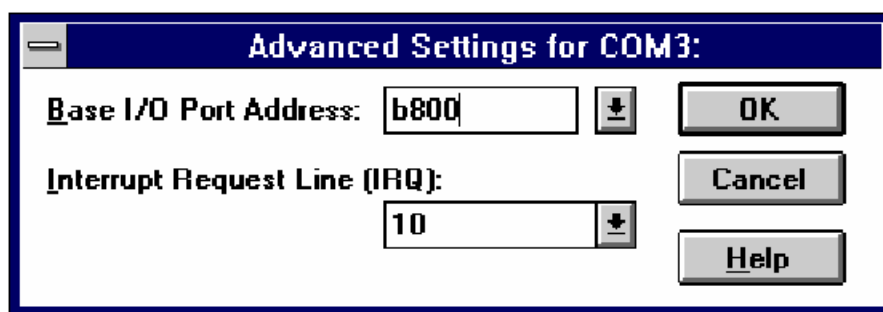 Advanced Settings for COM3:
Base I/O Port Address: b800 OK
Interrupt Request Line (IRQ): Cancel
10
Help